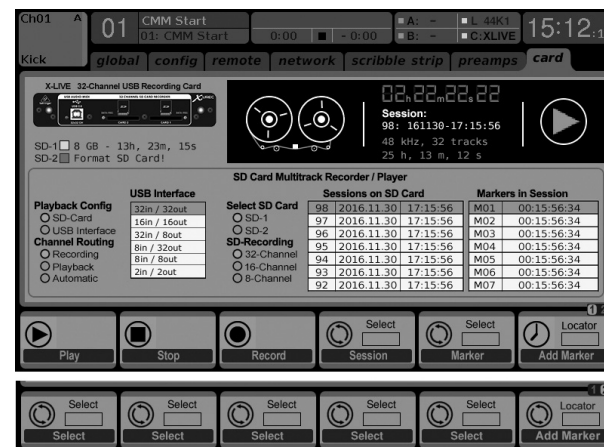 Ch01 A
01 CMM Start
01: CMM Start
0:00 - 0:00
A: -
B: -
L 44K1
C:XLIVE
15:12
Kick
global config remote network scribble strip preamps card
X-LIVE 32-Channel USB Recording Card
SD-1 8 GB - 13h, 23m, 15s
SD-2 Format SD Card!
02h22m22s22
Session:
98: 161130-17:15:56
48 kHz, 32 tracks
25 h, 13 m, 12 s
SD Card Multitrack Recorder / Player
Playback Config
SD-Card
USB Interface
Channel Routing
Recording
Playback
Automatic
USB Interface
32in / 32out
16in / 16out
32in / 8out
8in / 32out
8in / 8out
2in / 2out
Select SD Card
SD-1
SD-2
SD-Recording
32-Channel
16-Channel
8-Channel
Sessions on SD Card
98 2016.11.30 17:15:56
97 2016.11.30 17:15:56
96 2016.11.30 17:15:56
95 2016.11.30 17:15:56
94 2016.11.30 17:15:56
93 2016.11.30 17:15:56
92 2016.11.30 17:15:56
Markers in Session
M01 00:15:56:34
M02 00:15:56:34
M03 00:15:56:34
M04 00:15:56:34
M05 00:15:56:34
M06 00:15:56:34
M07 00:15:56:34
Play
Stop
Record
Select
Session
Select
Marker
Locator
Add Marker
Select
Select
Select
Select
Select
Select
Select
Select
Select
Select
Locator
Add Marker